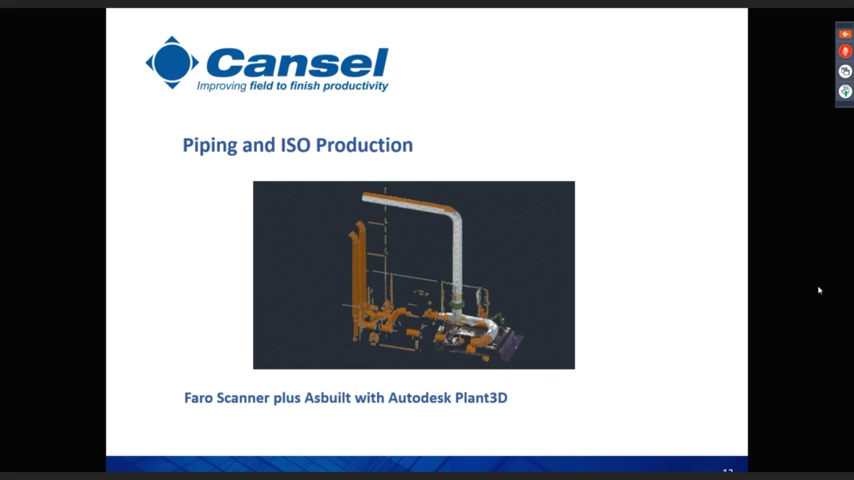 Cansel
Improving field to finish productivity
Piping and ISO Production
Faro Scanner plus Asbuilt with Autodesk Plant3D